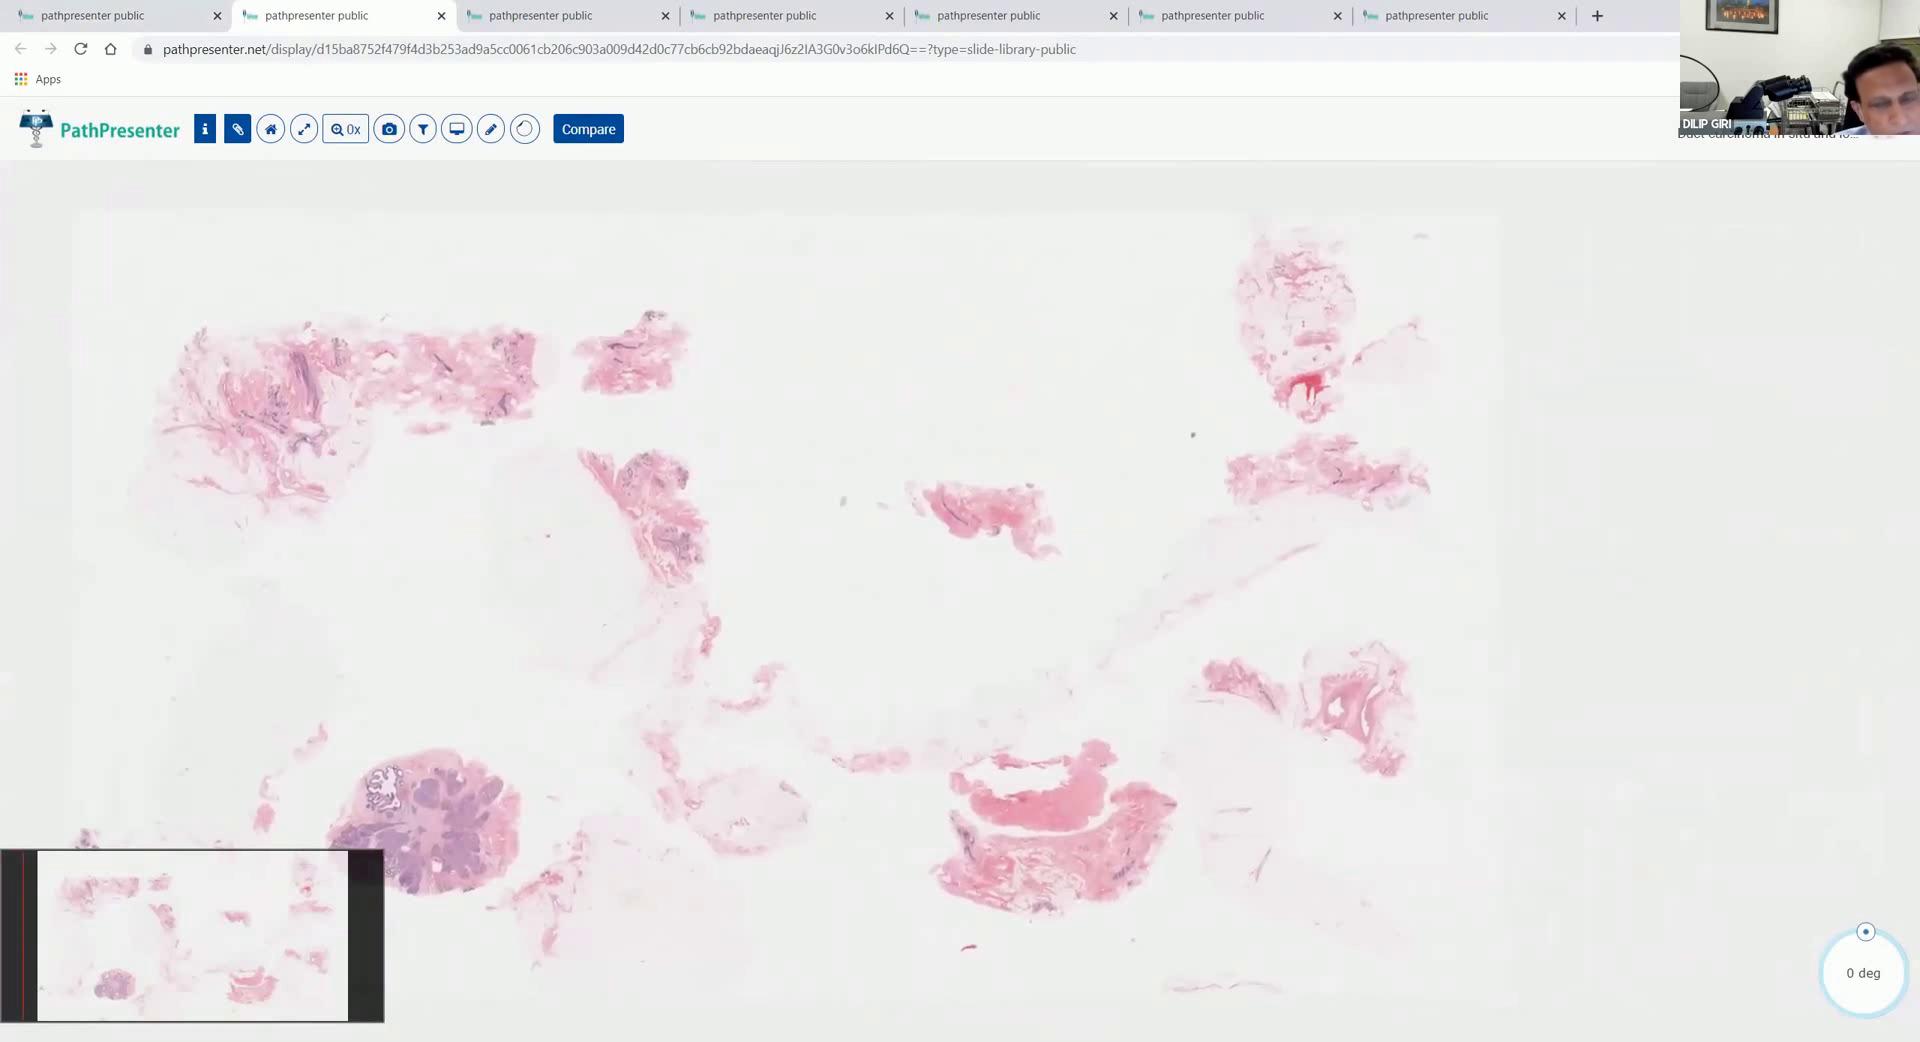 pathpresenter public
pathpresenter public
pathpresenter public
pathpresenter public
pathpresenter public
pathpresenter public
pathpresenter public
pathpresenter.net/display/d15ba8752f479f4d3b253ad9a5cc0061cb206c903a009d42d0c77cb6cb92bdaeaqjJ6z2IA3G0v3o6kIPd6Q==?type=slide-library-public
Apps
PathPresenter
0x
Compare
DILIP GIRI
0 deg